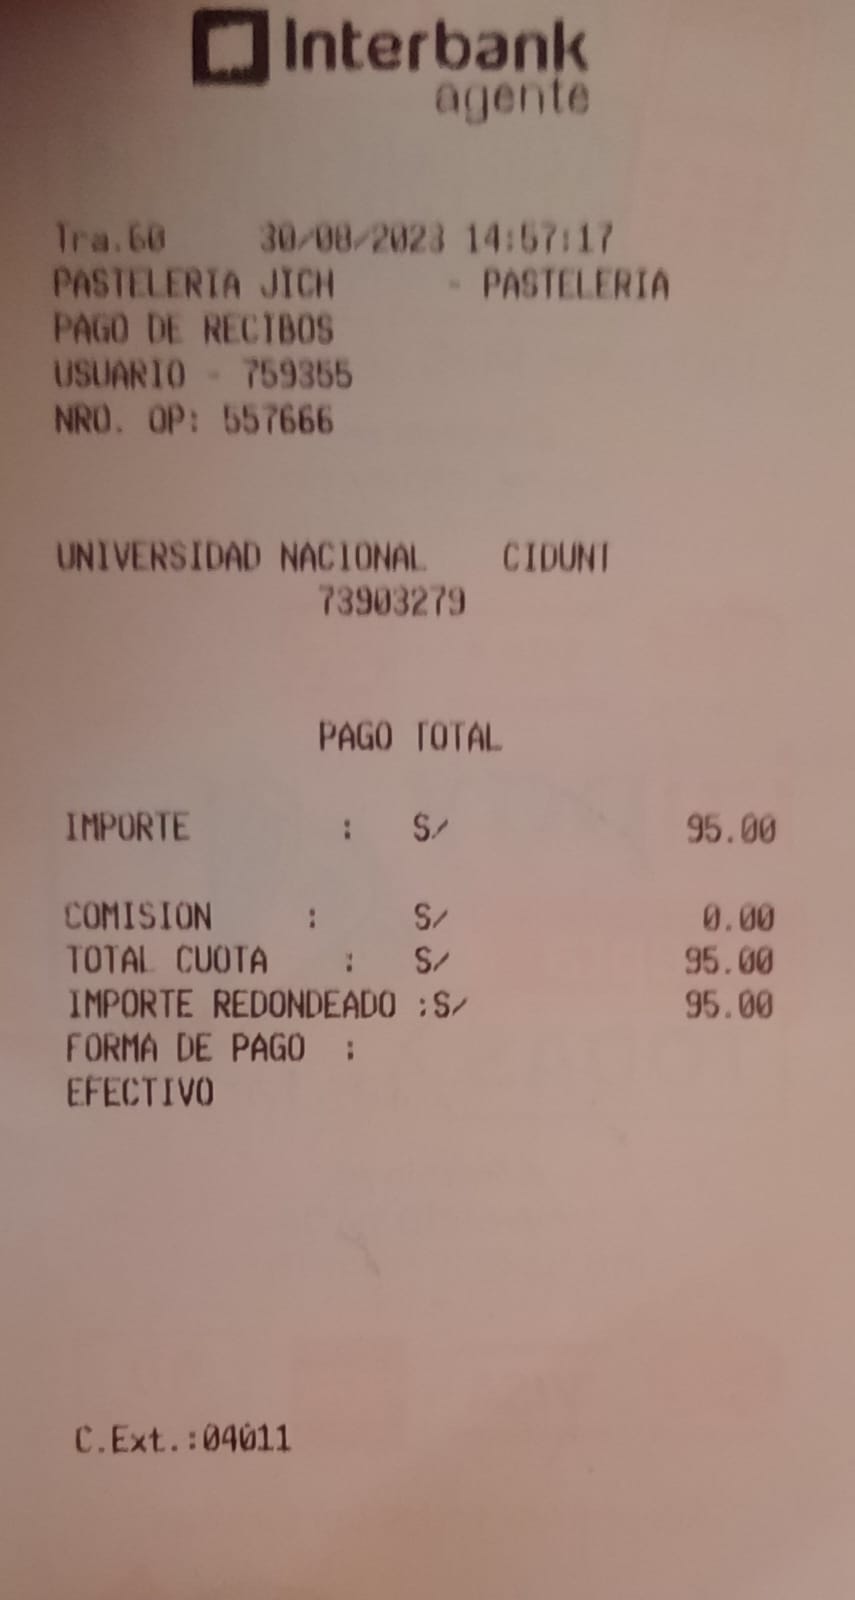 Interbank
agente
Tra.60 30/08/2023 14:57:17
PASTELERIA JICH - PASTELERIA
PAGO DE RECIBOS
USUARIO - 759355
NRO. OP: 557666
UNIVERSIDAD NACIONAL CIDUNI
73903279
PAGO TOTAL
IMPORTE : S/ 95.00
COMISION : S/ 0.00
TOTAL CUOTA : S/ 95.00
IMPORTE REDONDEADO :S/ 95.00
FORMA DE PAGO :
EFECTIVO
C.Ext.:04011